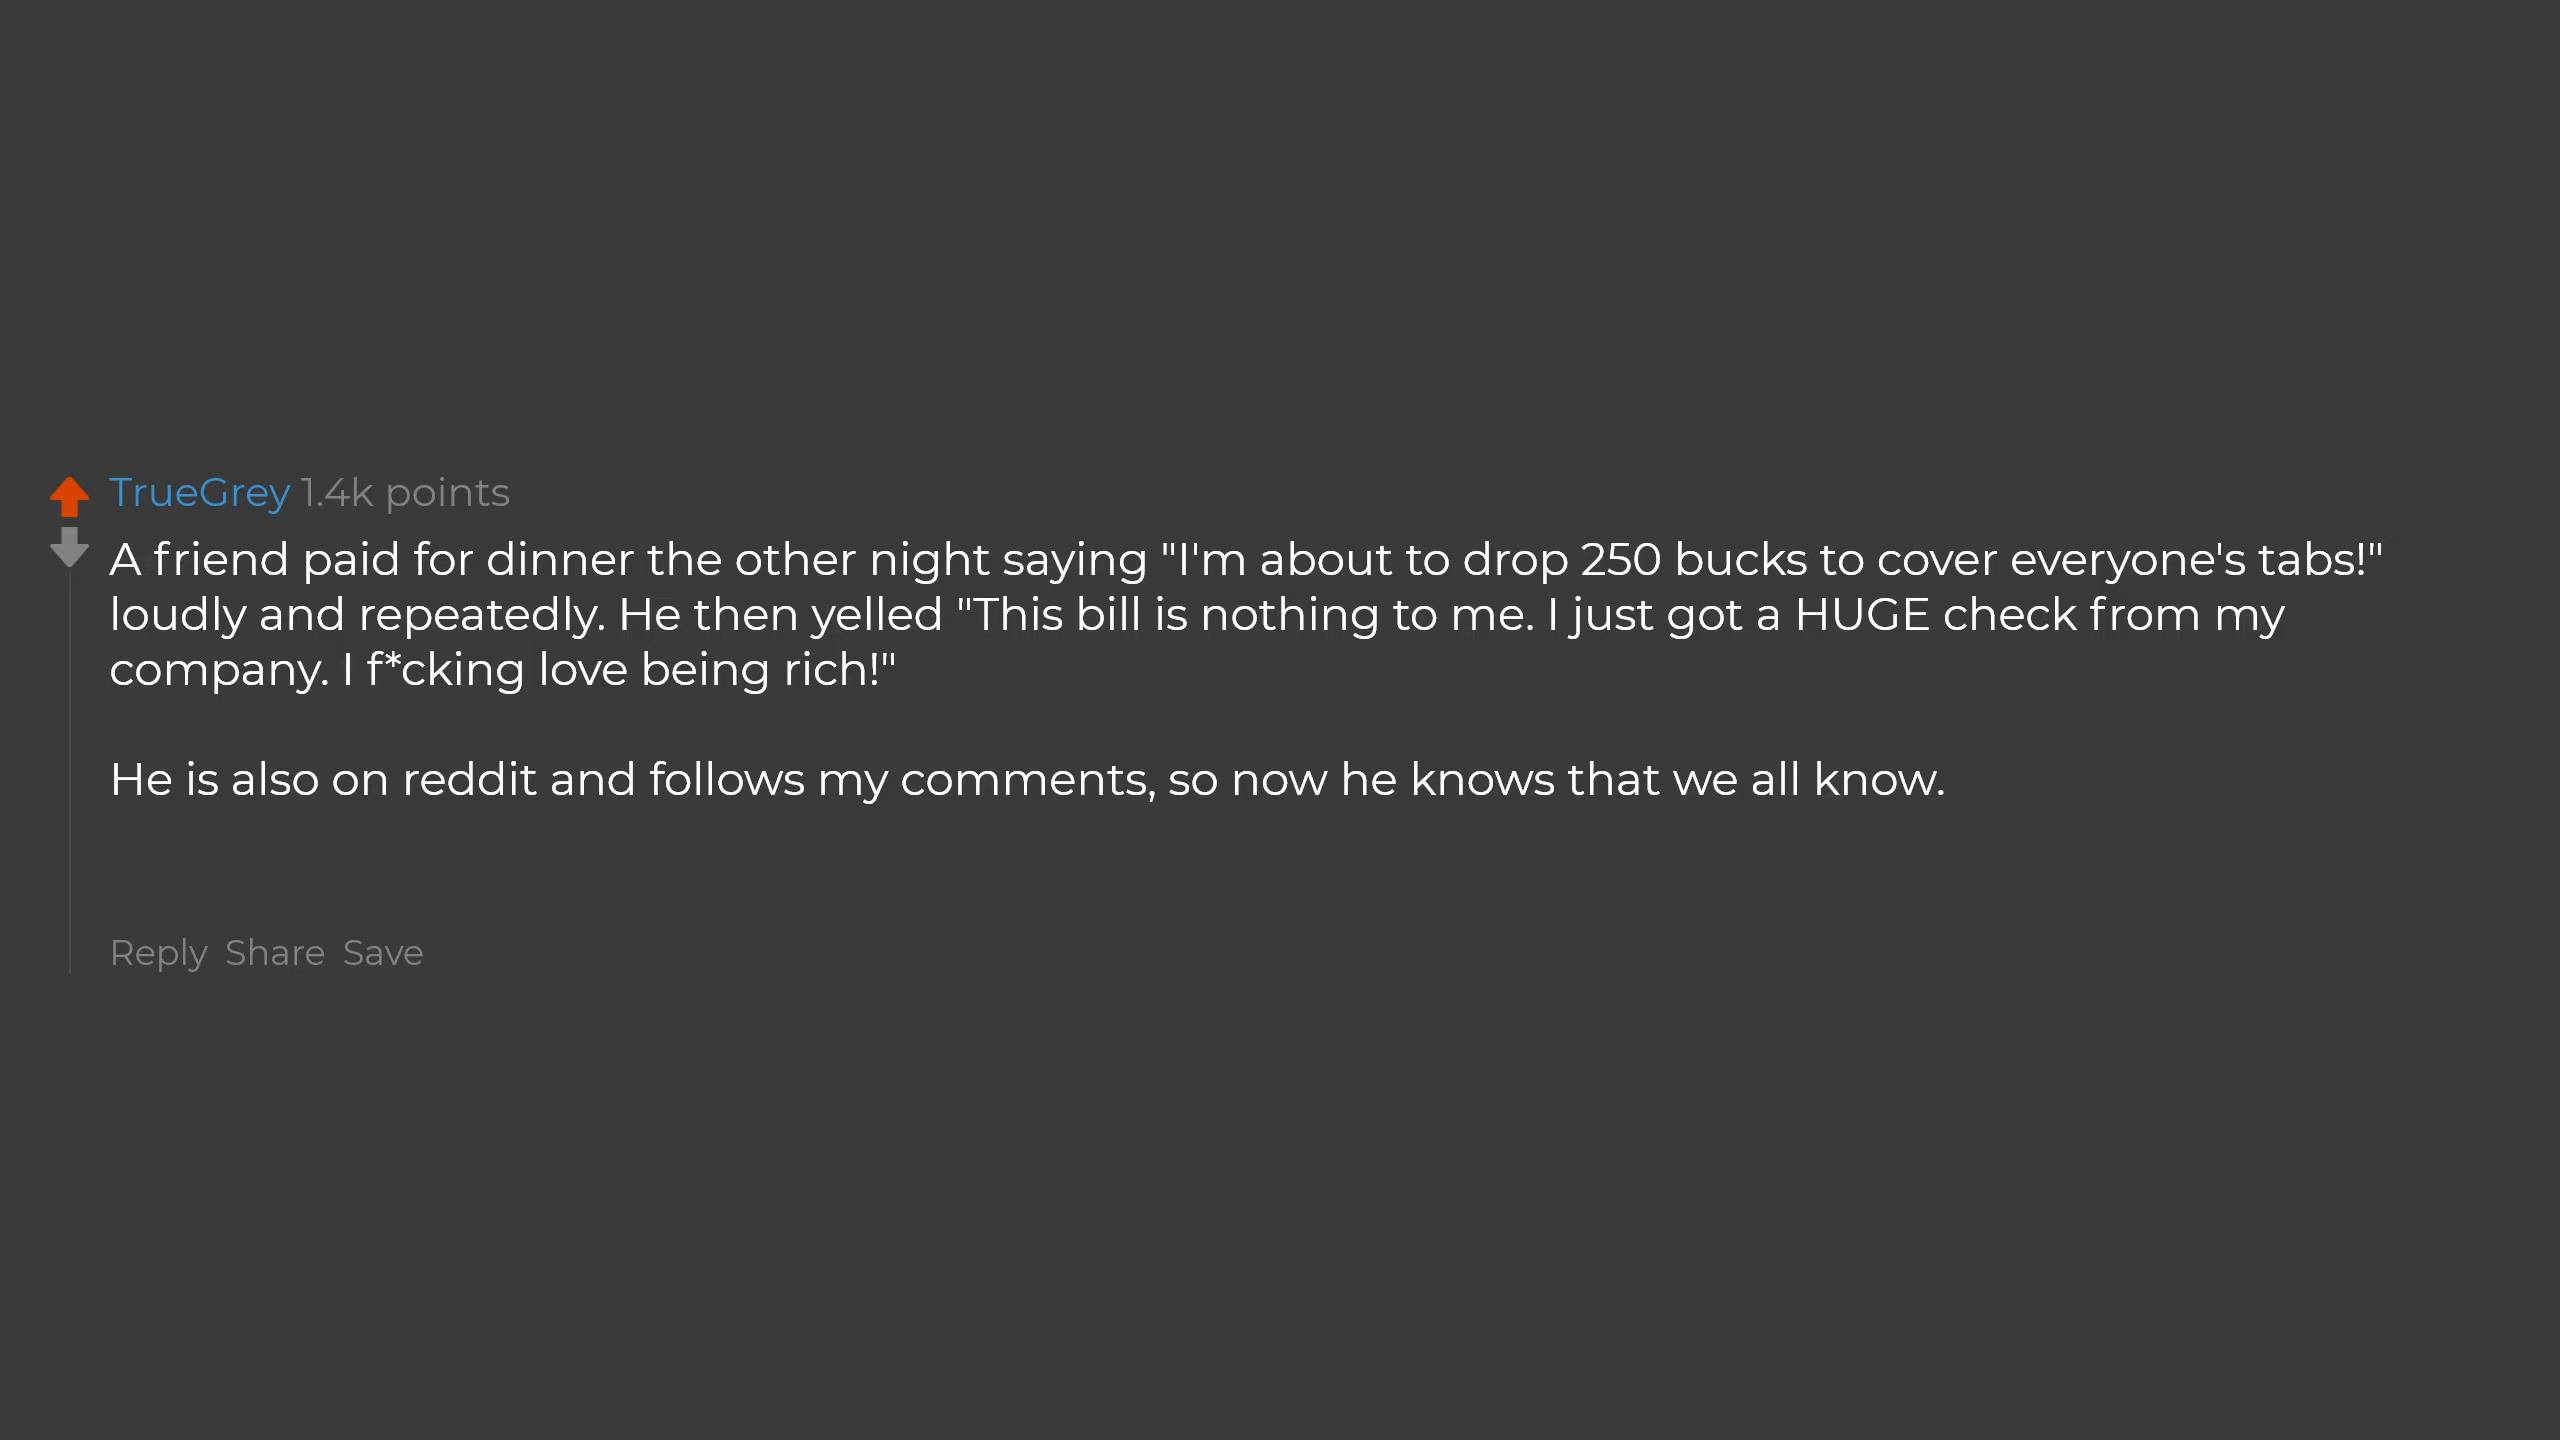 TrueGrey 1.4k points
A friend paid for dinner the other night saying "I'm about to drop 250 bucks to cover everyone's tabs!"
loudly and repeatedly. He then yelled "This bill is nothing to me. I just got a HUGE check from my
company. I f*cking love being rich!"
He is also on reddit and follows my comments, so now he knows that we all know.
Reply Share Save